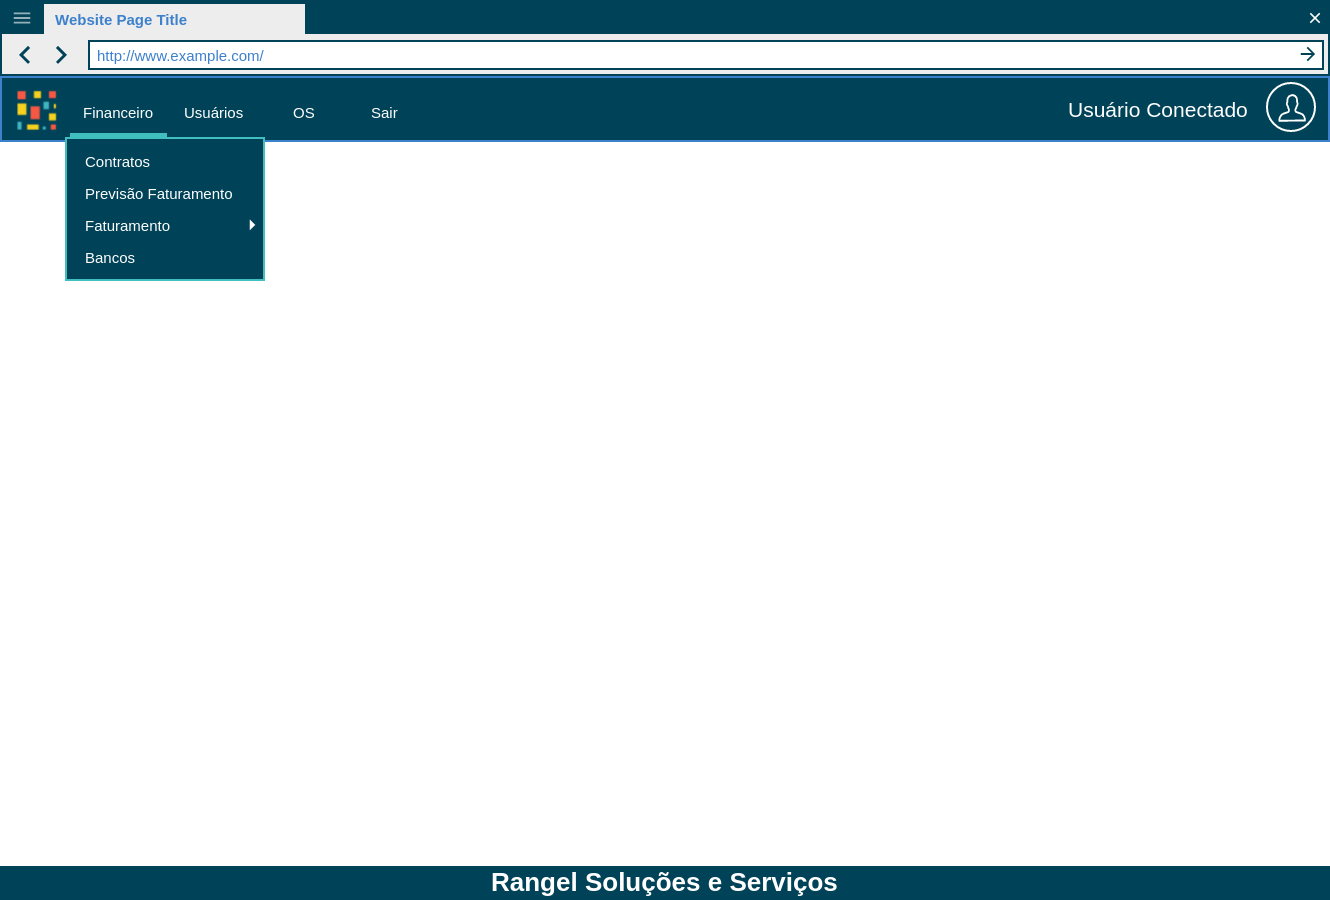 Website Page Title
http://www.example.com/
Financeiro Usuários OS Sair Usuário Conectado
Contratos
Previsão Faturamento
Faturamento
Bancos
Rangel Soluções e Serviços